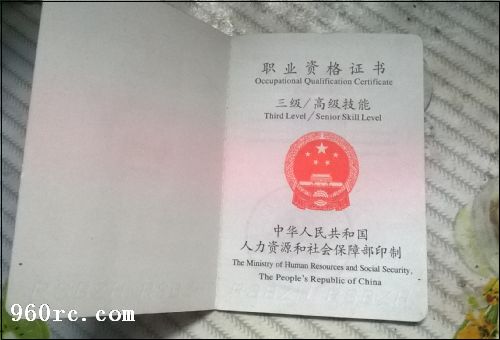 职业资格证书
Occupational Qualification Certificate
三级/高级技能
Third Level/Senior Skill Level
中华人民共和国
人力资源和社会保障部印制
The Ministry of Human Resources and Social Security,
The People's Republic of China
960rc.com